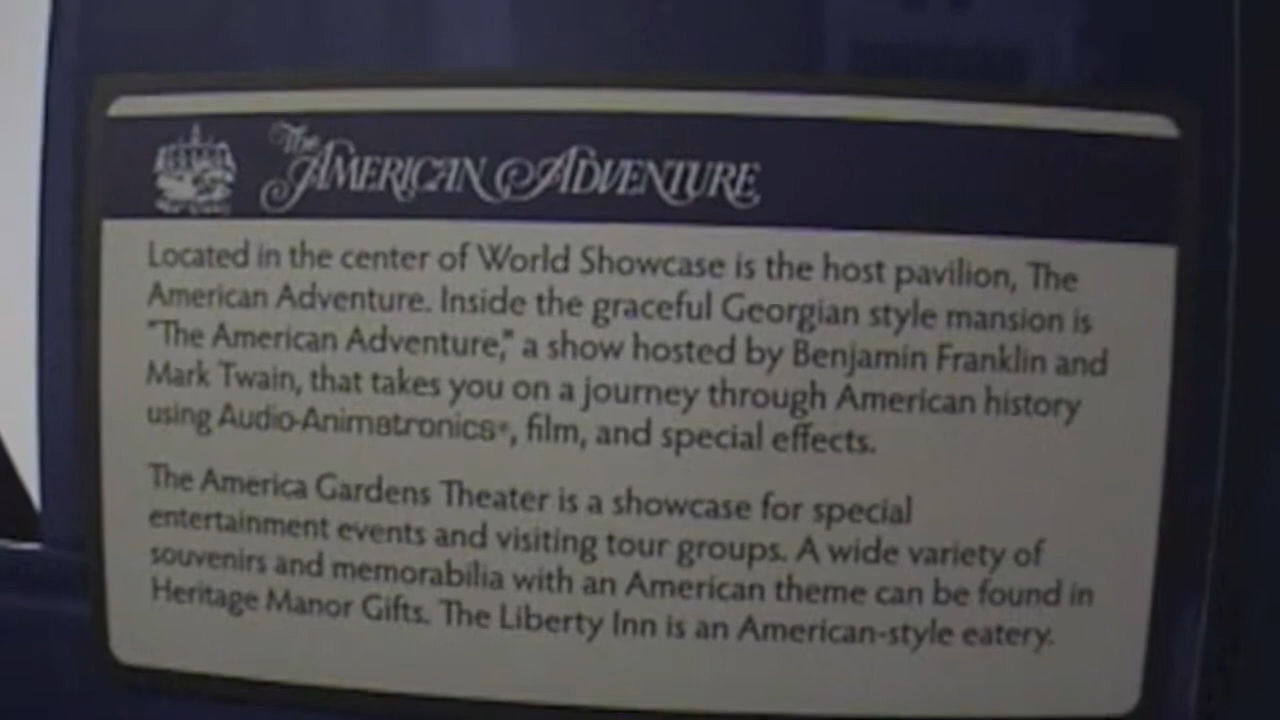 The
AMERICAN ADVENTURE
Located in the center of World Showcase is the host pavilion, The
American Adventure. Inside the graceful Georgian style mansion is
"The American Adventure," a show hosted by Benjamin Franklin and
Mark Twain, that takes you on a journey through American history
using Audio-Animatronics®, film, and special effects.
The America Gardens Theater is a showcase for special
entertainment events and visiting tour groups. A wide variety of
souvenirs and memorabilia with an American theme can be found in
Heritage Manor Gifts. The Liberty Inn is an American-style eatery.